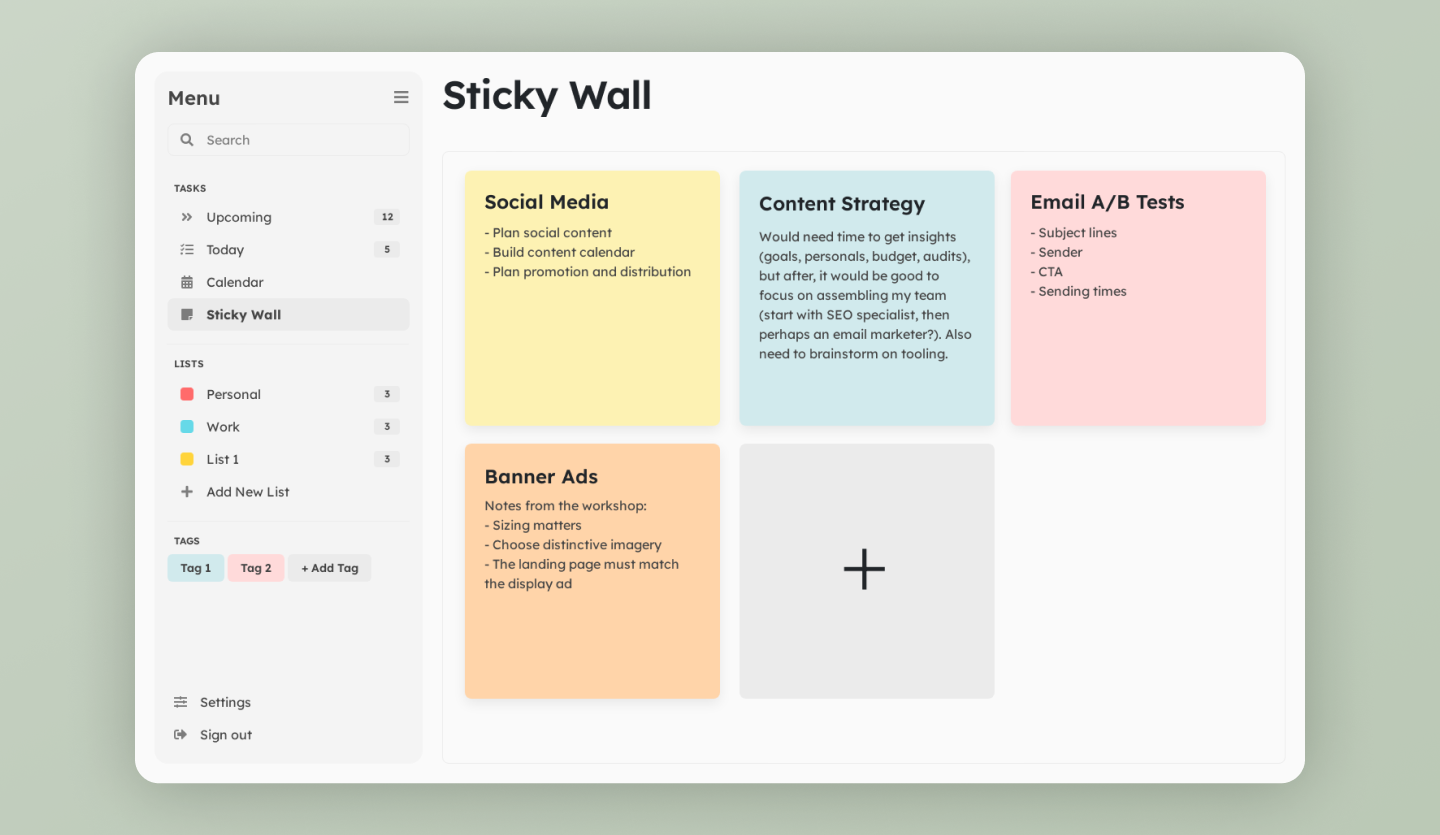 Menu
Search
TASKS
Upcoming 12
Today 5
Calendar
Sticky Wall
LISTS
Personal 3
Work 3
List 1 3
+ Add New List
TAGS
Tag 1 Tag 2 + Add Tag
Settings
Sign out
Sticky Wall
Social Media
- Plan social content
- Build content calendar
- Plan promotion and distribution
Content Strategy
Would need time to get insights
(goals, personals, budget, audits),
but after, it would be good to
focus on assembling my team
(start with SEO specialist, then
perhaps an email marketer?). Also
need to brainstorm on tooling.
Email A/B Tests
- Subject lines
- Sender
- CTA
- Sending times
Banner Ads
Notes from the workshop:
- Sizing matters
- Choose distinctive imagery
- The landing page must match
the display ad
+